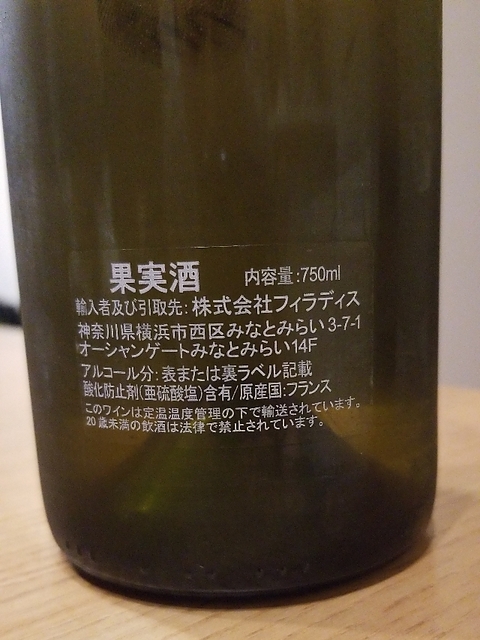 果実酒 内容量:750ml
輸入者及び引取先: 株式会社フィラディス
神奈川県横浜市西区みなとみらい 3-7-1
オーシャンゲートみなとみらい14F
アルコール分: 表または裏ラベル記載
酸化防止剤(亜硫酸塩)含有/原産国:フランス
このワインは定温温度管理の下で輸送されています。
20 歳未満の飲酒は法律で禁止されています。